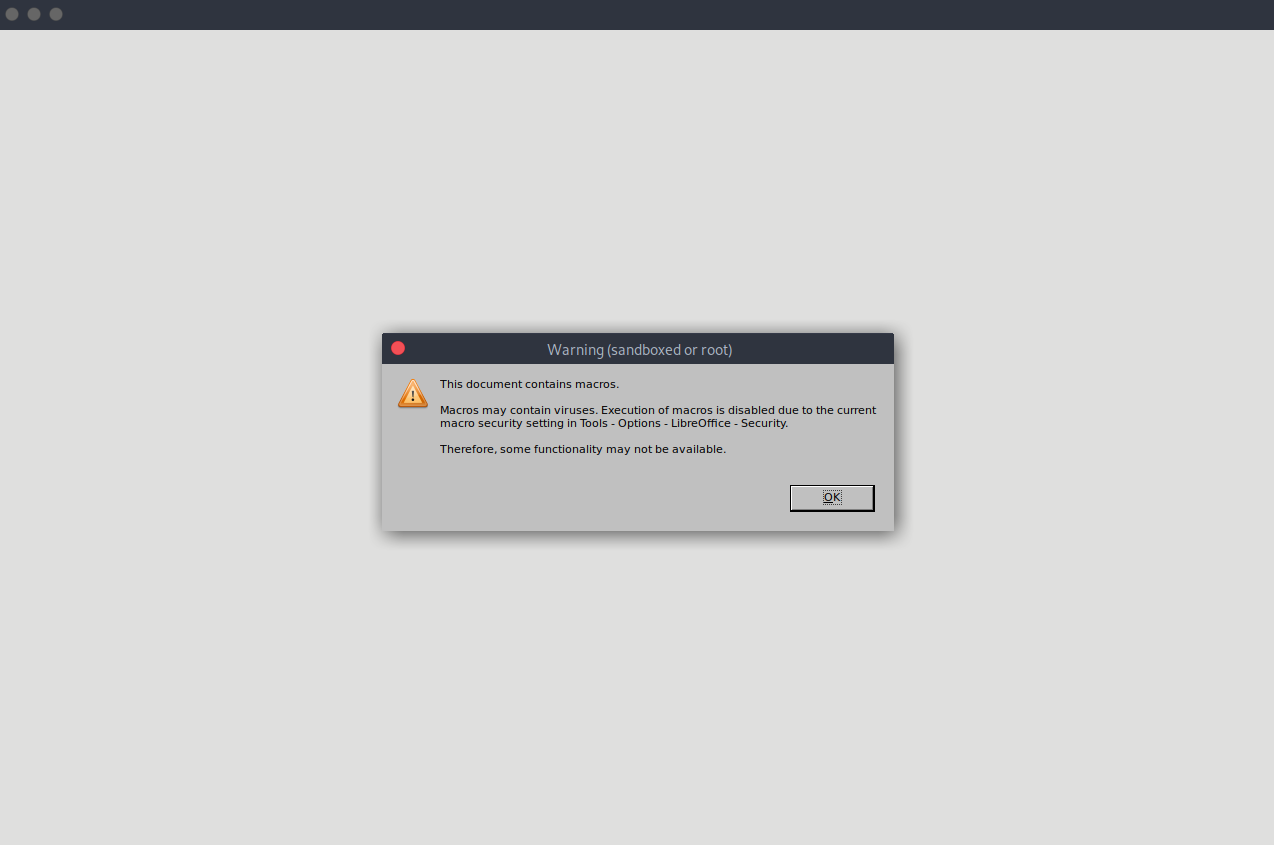 Warning (sandboxed or root)
This document contains macros.
Macros may contain viruses. Execution of macros is disabled due to the current
macro security setting in Tools - Options - LibreOffice - Security.
Therefore, some functionality may not be available.
OK